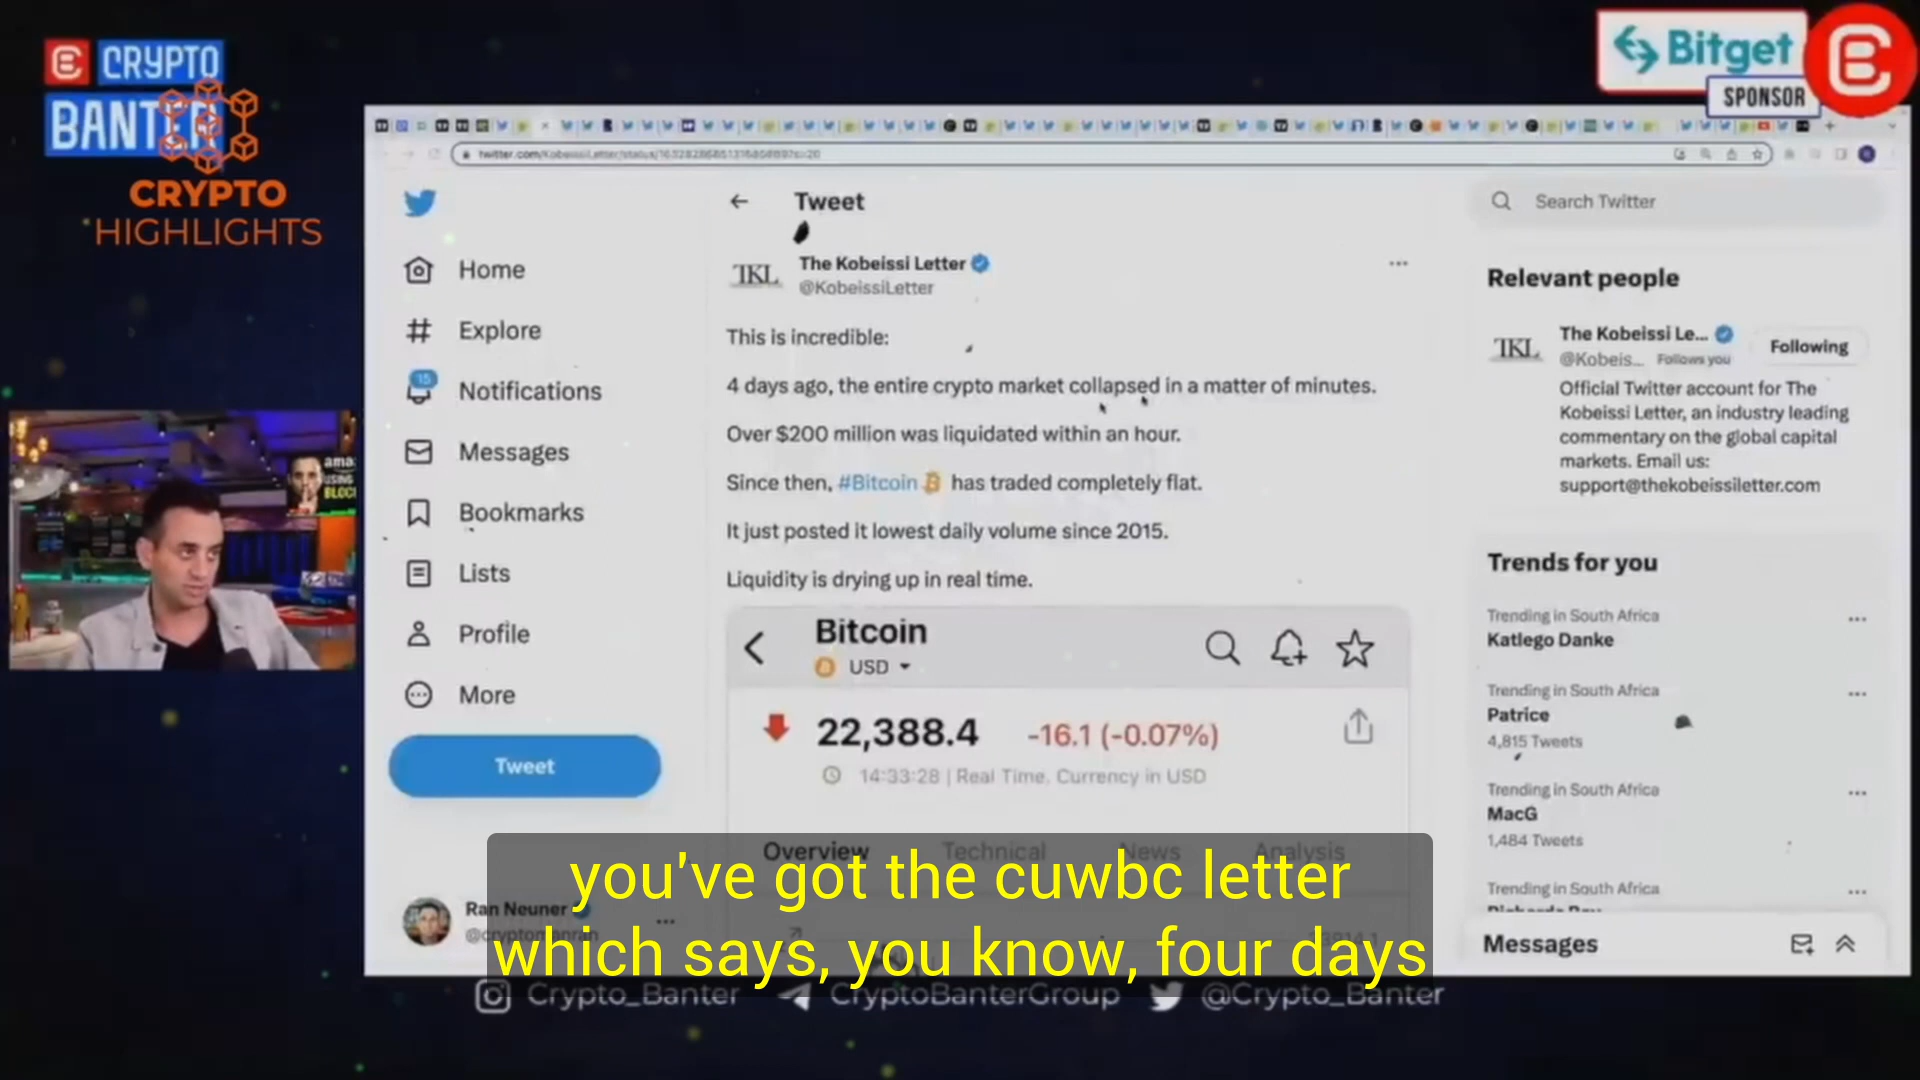 CRYPTO
BANTER
CRYPTO
HIGHLIGHTS
Bitget
SPONSOR
Tweet
Search Twitter
Home
Explore
15
Notifications
Messages
Bookmarks
Lists
Profile
More
Tweet
Ran Neuner
@cryptomanran
TKL
The Kobeissi Letter
@KobeissiLetter
This is incredible:
4 days ago, the entire crypto market collapsed in a matter of minutes.
Over $200 million was liquidated within an hour.
Since then, #Bitcoin has traded completely flat.
It just posted it lowest daily volume since 2015.
Liquidity is drying up in real time.
Bitcoin
USD
22,388.4 -16.1 (-0.07%)
14:33:28 | Real Time. Currency in USD
Overview Technical News Analysis
Relevant people
TKL
The Kobeissi Le...
@Kobeis... Follows you
Following
Official Twitter account for The
Kobeissi Letter, an industry leading
commentary on the global capital
markets. Email us:
support@thekobeissiletter.com
Trends for you
Trending in South Africa
Katlego Danke
Trending in South Africa
Patrice
4,815 Tweets
Trending in South Africa
MacG
1,484 Tweets
Trending in South Africa
Messages
you've got the cuwbc letter
which says, you know, four days
Crypto_Banter CryptoBanterGroup @Crypto_Banter